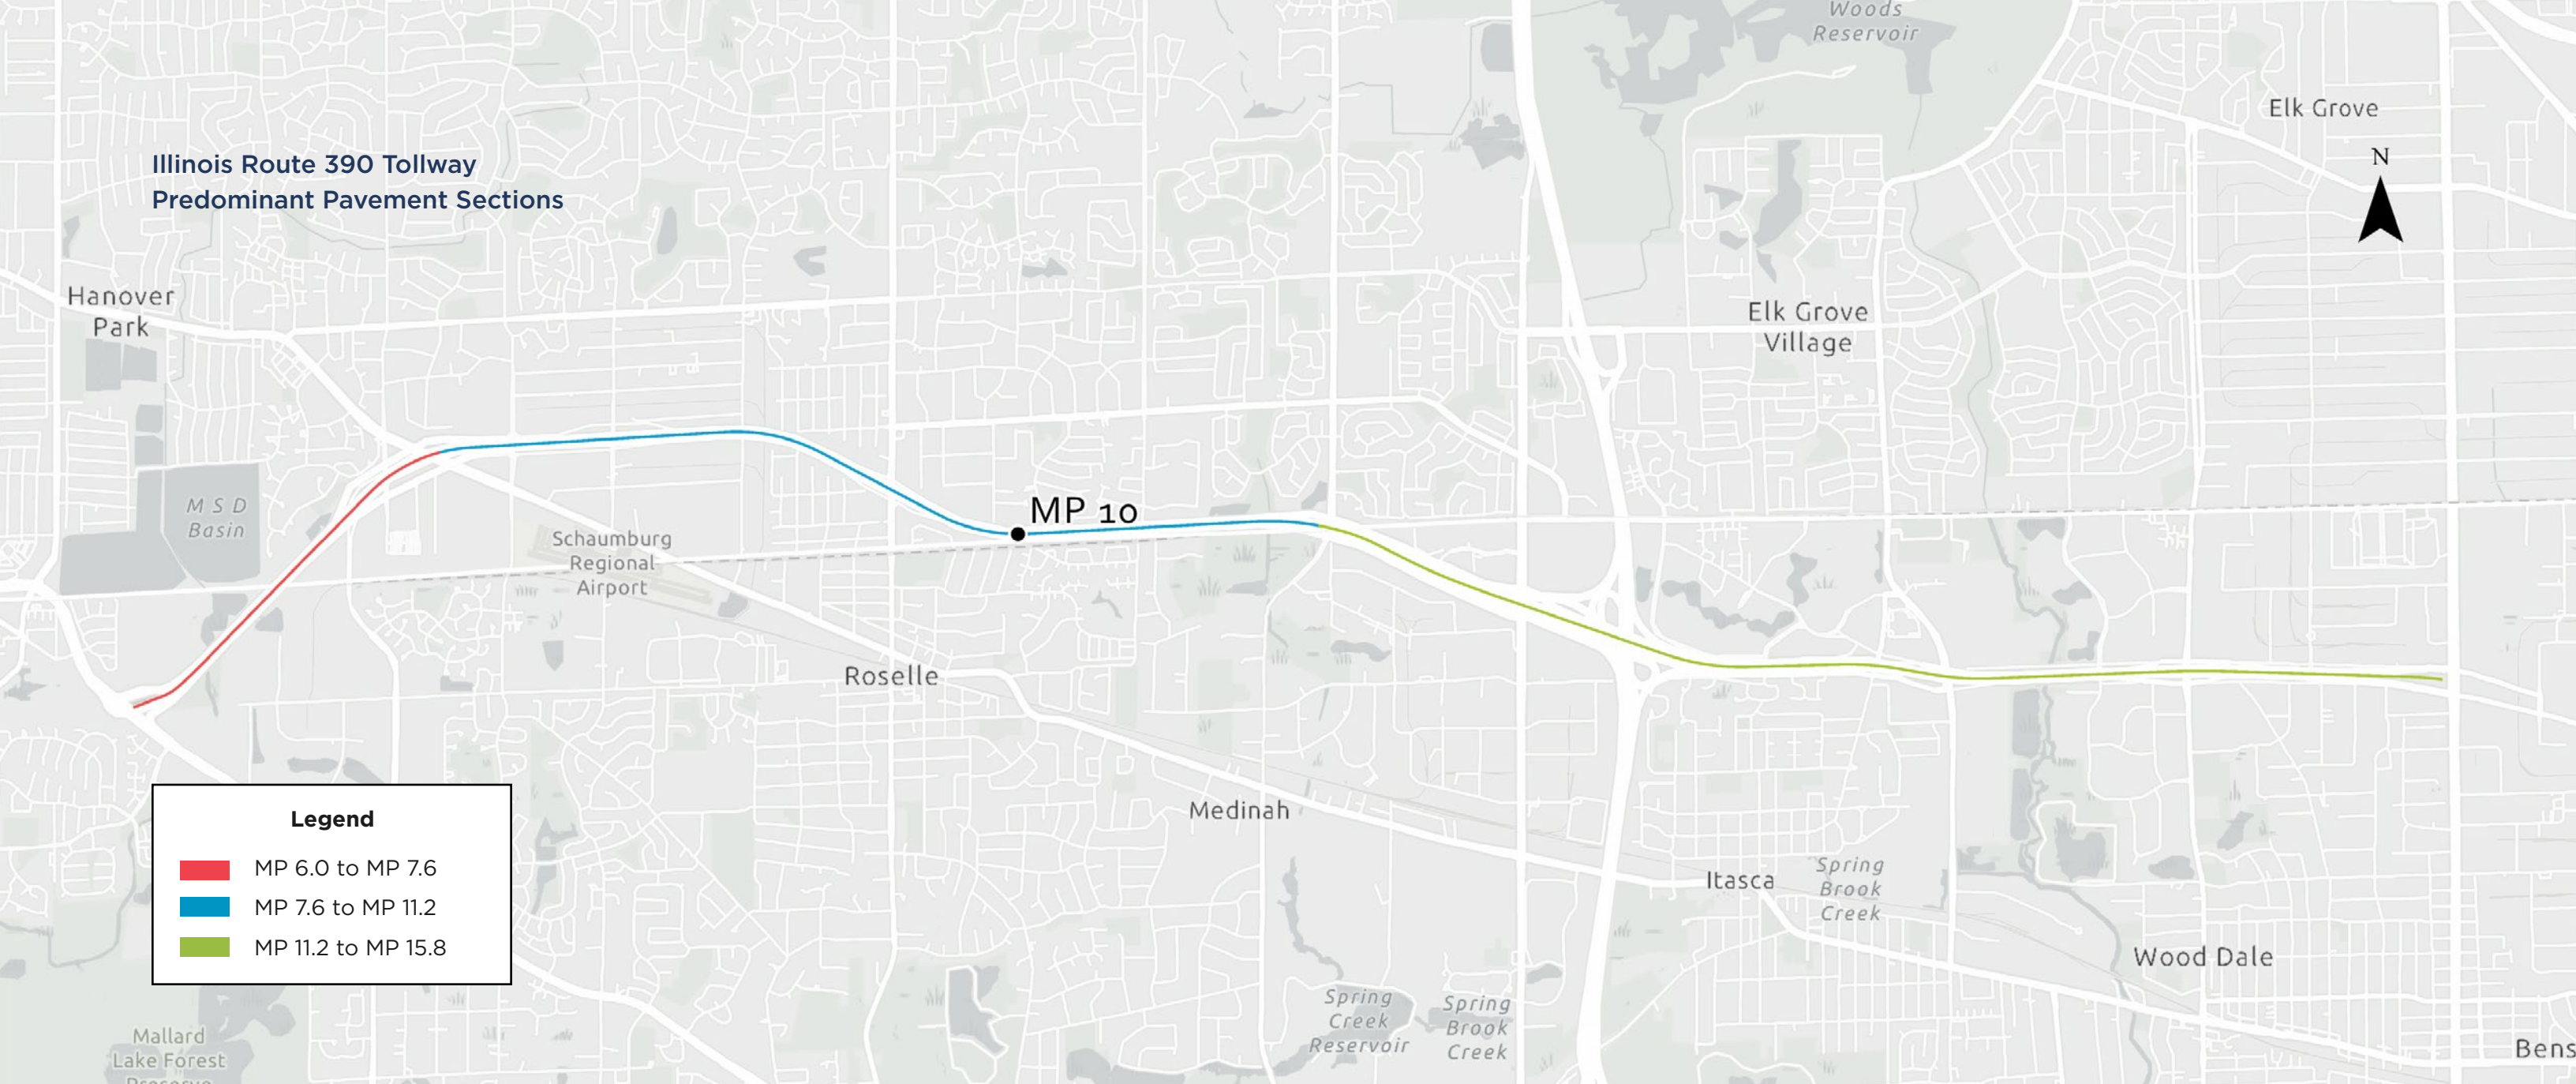 Woods
Reservoir
Elk Grove
N
Illinois Route 390 Tollway
Predominant Pavement Sections
Hanover
Park
Elk Grove
Village
M S D
Basin
MP 10
Schaumburg
Regional
Airport
Roselle
Medinah
Legend
MP 6.0 to MP 7.6
MP 7.6 to MP 11.2
MP 11.2 to MP 15.8
Itasca
Spring
Brook
Creek
Wood Dale
Spring
Creek
Reservoir
Spring
Brook
Creek
Mallard
Lake Forest
Preserve
Bens